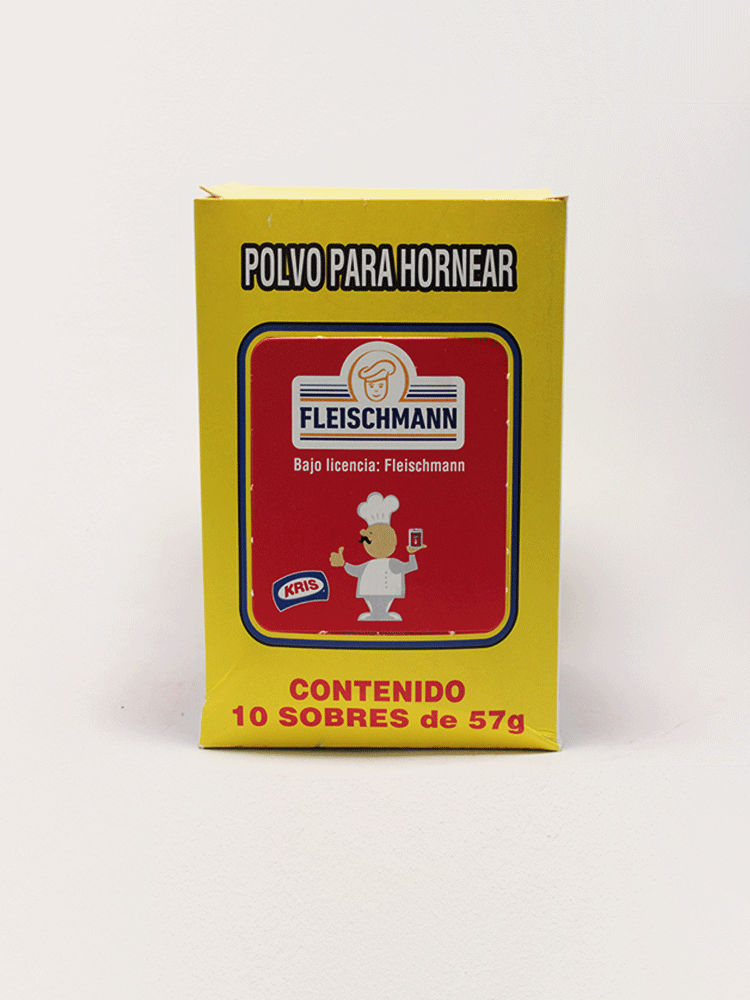 POLVO PARA HORNEAR
FLEISCHMANN
Bajo licencia: Fleischmann
KRIS
CONTENIDO
10 SOBRES de 57g